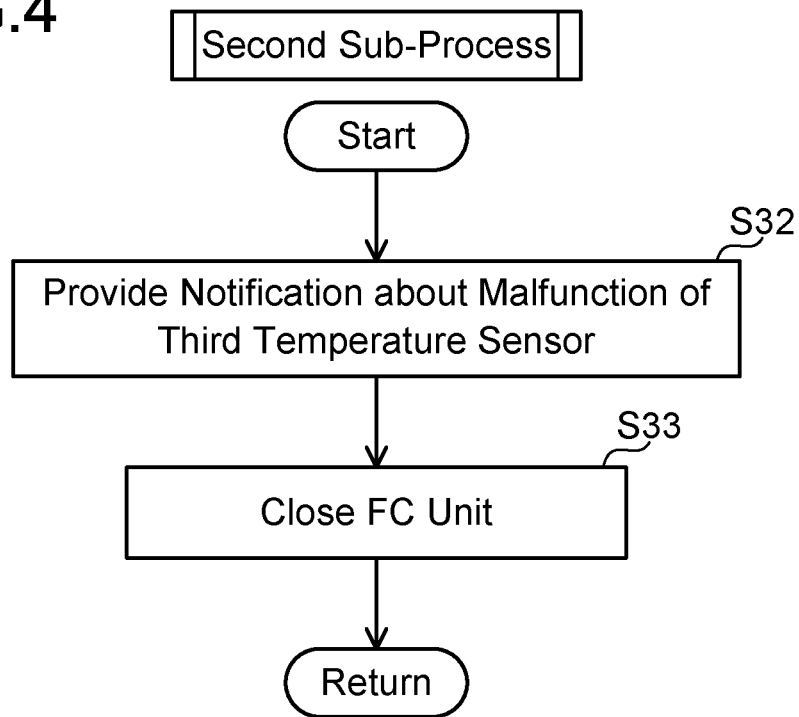 .4
Second Sub-Process
Start
S32
Provide Notification about Malfunction of
Third Temperature Sensor
S33
Close FC Unit
Return